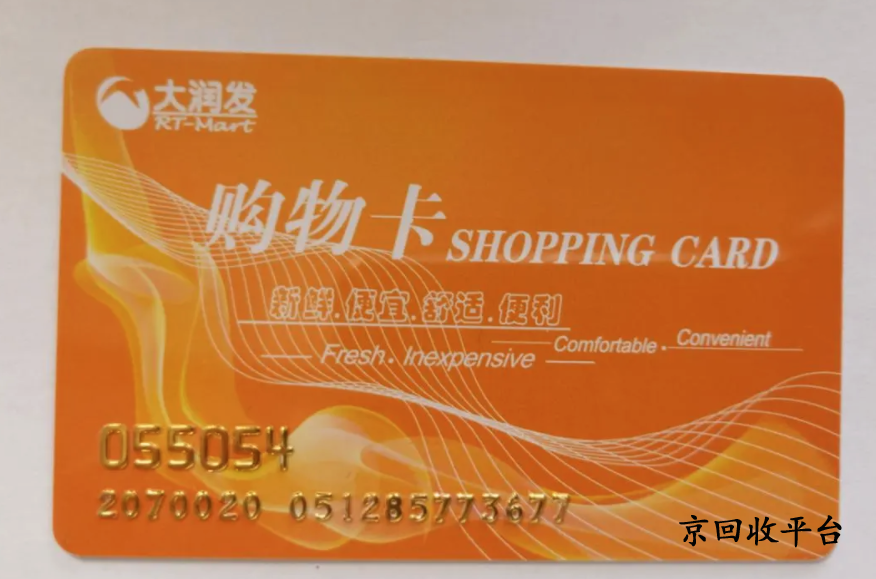 大润发
RT-Mart
购物卡 SHOPPING CARD
新鲜.便宜.舒适.便利
Fresh. Inexpensive Comfortable. Convenient
055054
2070020 051285773677
京回收平台